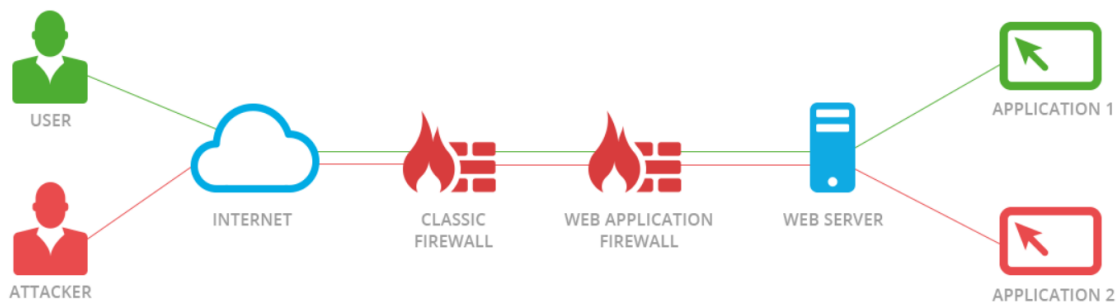 USER
ATTACKER
INTERNET
CLASSIC
FIREWALL
WEB APPLICATION
FIREWALL
WEB SERVER
APPLICATION 1
APPLICATION 2